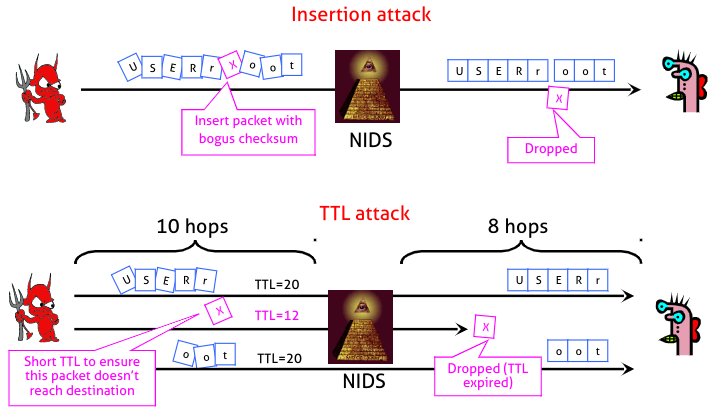 Insertion attack
U S E R r X o o t
U S E R r o o t
X
Insert packet with
bogus checksum
NIDS
Dropped
TTL attack
10 hops
8 hops
U S E R r
TTL=20
U S E R r
X
TTL=12
X
Short TTL to ensure
this packet doesn't
reach destination
o o t
TTL=20
o o t
NIDS
Dropped (TTL
expired)